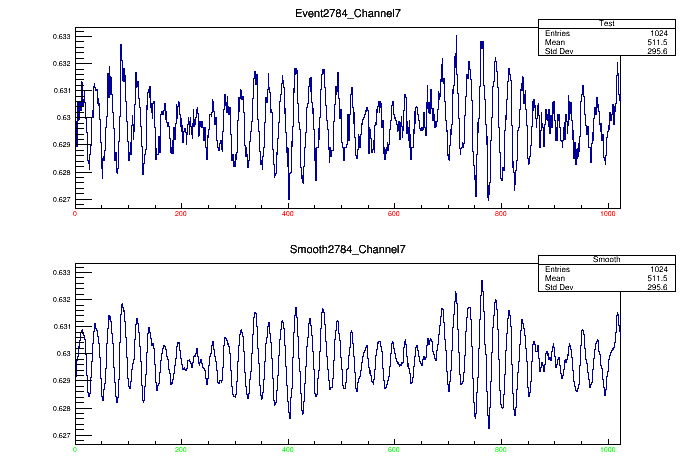 Event2784_Channel7
Test
Entries 1024
Mean 511.5
Std Dev 295.6
0.633
0.632
0.631
0.63
0.629
0.628
0.627
0 200 400 600 800 1000
Smooth2784_Channel7
Smooth
Entries 1024
Mean 511.5
Std Dev 295.6
0.633
0.632
0.631
0.63
0.629
0.628
0.627
0 200 400 600 800 1000